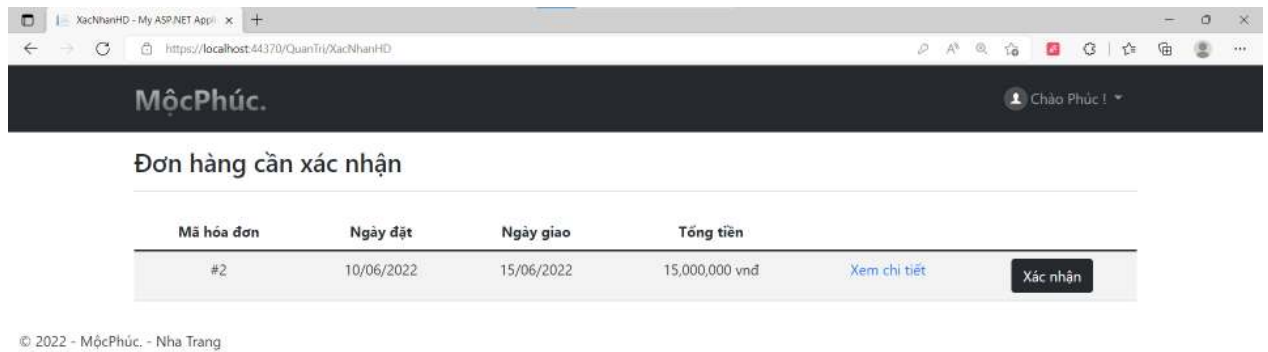 XacNhanHD - My ASP.NET Appli
https://localhost:44370/QuanTri/XacNhanHD
MộcPhúc.
Chào Phúc !
Đơn hàng cần xác nhận
Mã hóa đơn Ngày đặt Ngày giao Tổng tiền
#2 10/06/2022 15/06/2022 15,000,000 vnđ Xem chi tiết Xác nhận
© 2022 - MộcPhúc. - Nha Trang